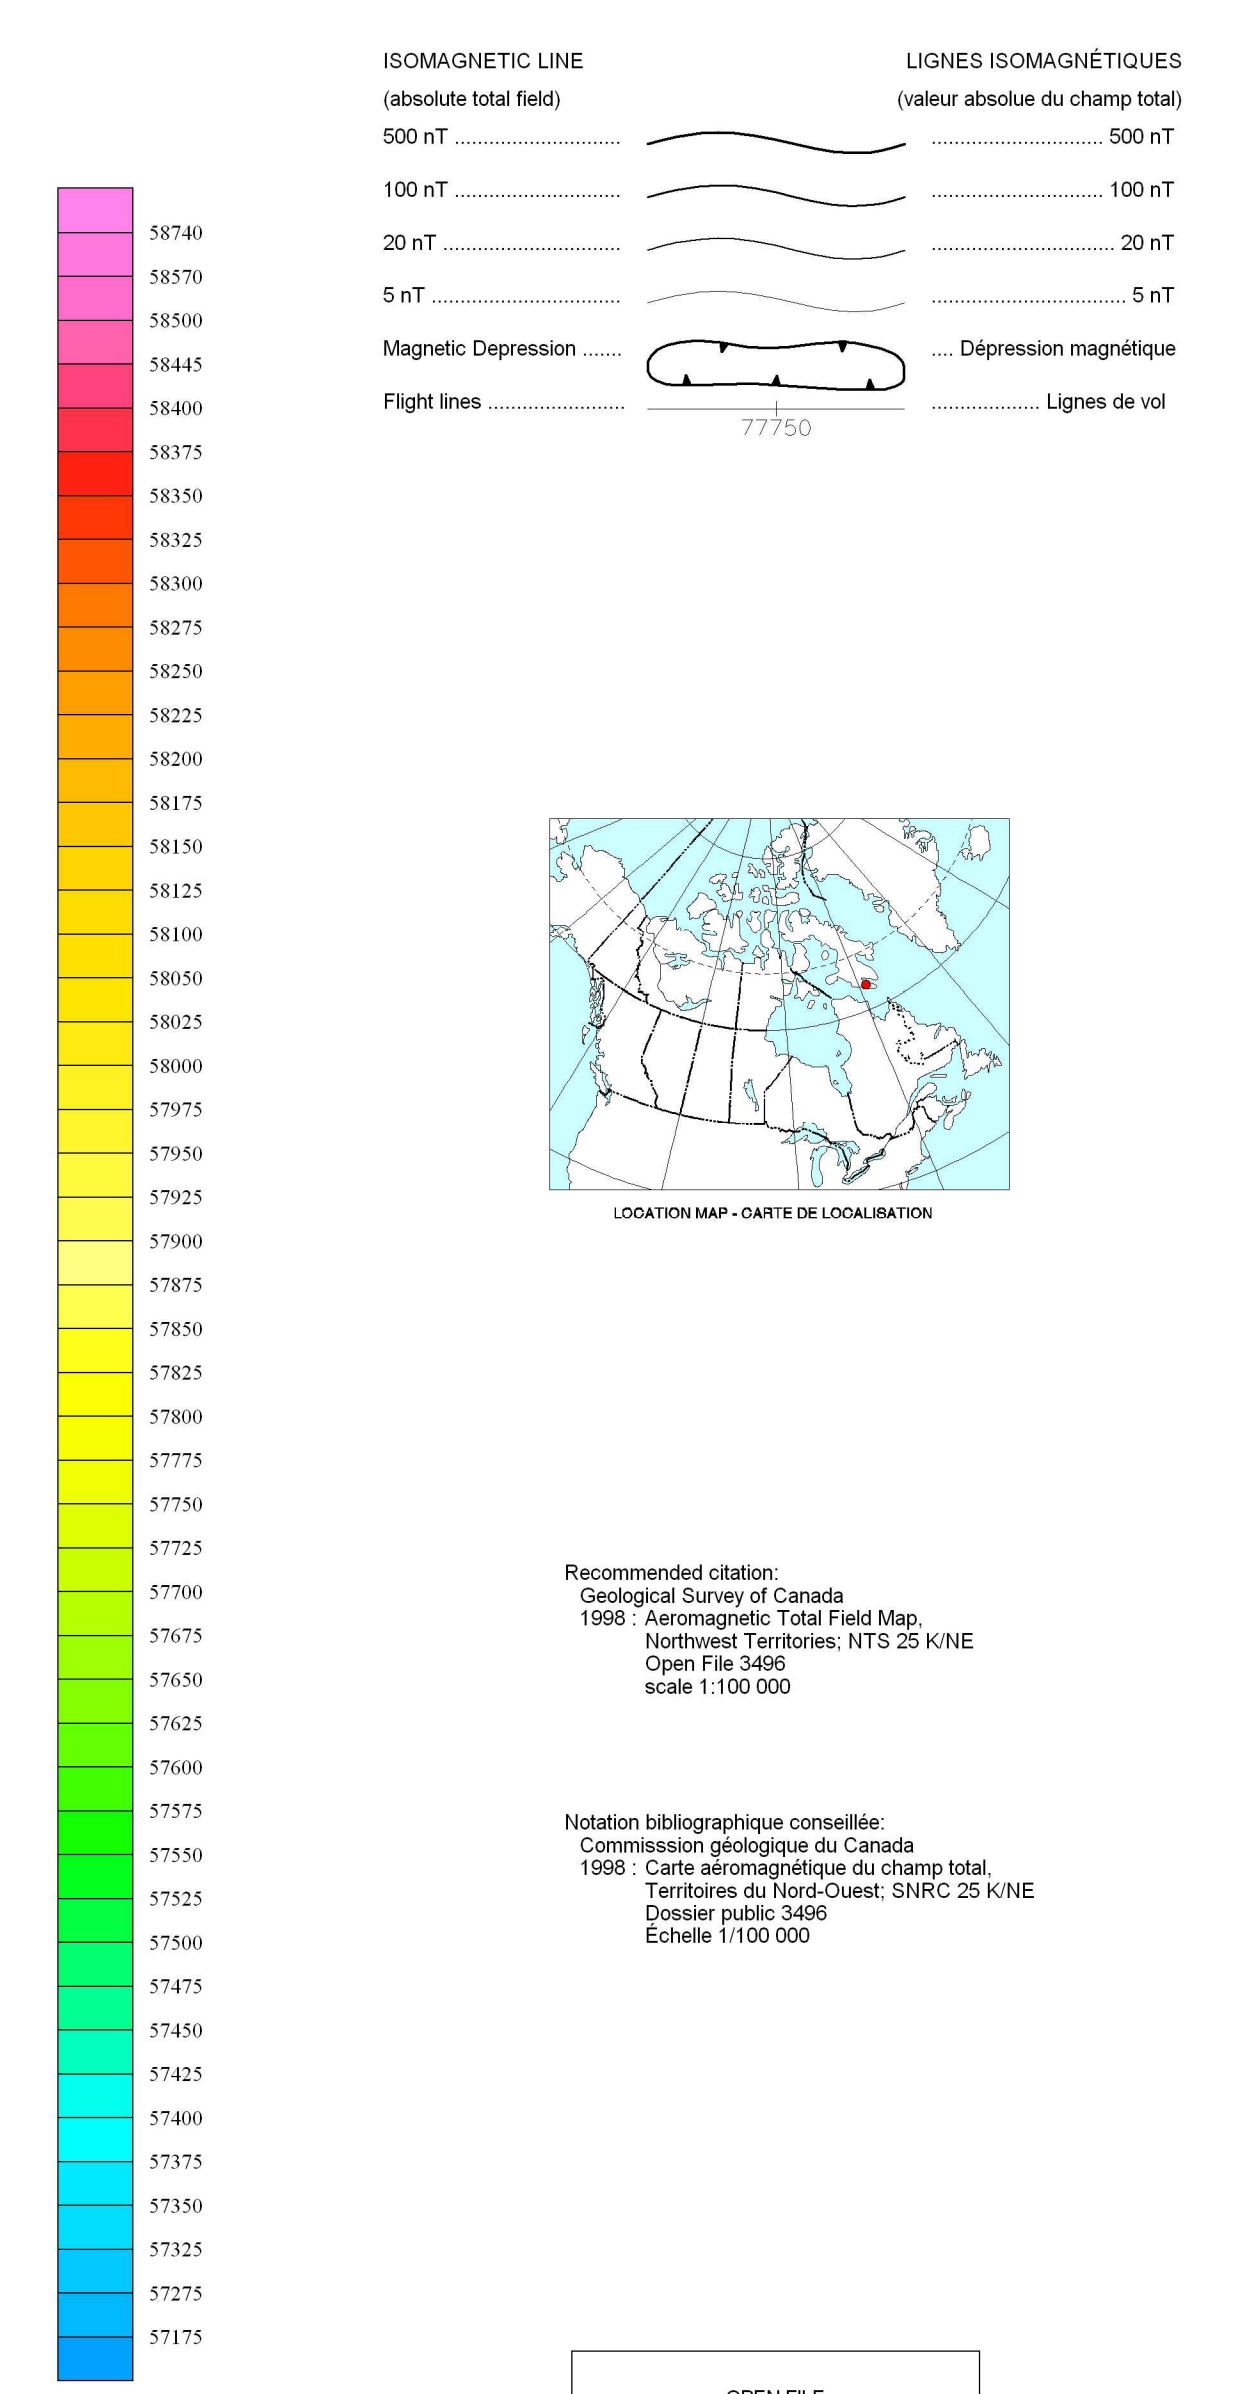 ISOMAGNETIC LINE LIGNES ISOMAGNÉTIQUES
(absolute total field) (valeur absolue du champ total)
500 nT ............................ ............................. 500 nT
100 nT ............................. ............................. 100 nT
20 nT .............................. ............................... 20 nT
5 nT ................................ ................................. 5 nT
Magnetic Depression ....... .... Dépression magnétique
Flight lines ....................... .................. Lignes de vol
77750
58740
58570
58500
58445
58400
58375
58350
58325
58300
58275
58250
58225
58200
58175
58150
58125
58100
58050
58025
58000
57975
57950
57925
57900
57875
57850
57825
57800
57775
57750
57725
57700
57675
57650
57625
57600
57575
57550
57525
57500
57475
57450
57425
57400
57375
57350
57325
57275
57175
LOCATION MAP - CARTE DE LOCALISATION
Recommended citation:
Geological Survey of Canada
1998 : Aeromagnetic Total Field Map,
Northwest Territories; NTS 25 K/NE
Open File 3496
scale 1:100 000
Notation bibliographique conseillée:
Commisssion géologique du Canada
1998 : Carte aéromagnétique du champ total,
Territoires du Nord-Ouest; SNRC 25 K/NE
Dossier public 3496
Échelle 1/100 000
OPEN FILE